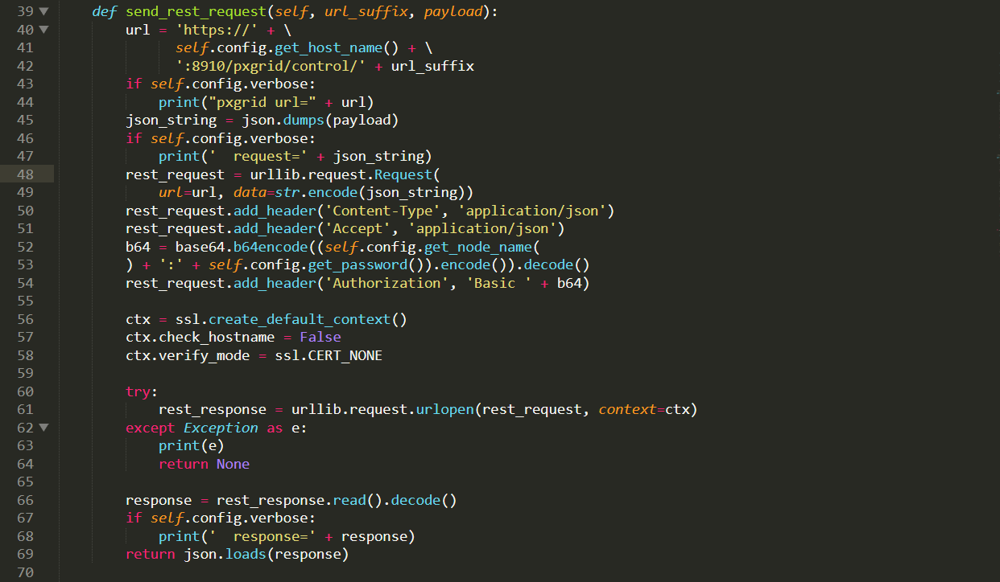 39 ▼ def send_rest_request(self, url_suffix, payload):
40 ▼ url = 'https://' + \
41 self.config.get_host_name() + \
42 ':8910/pxgrid/control/' + url_suffix
43 if self.config.verbose:
44 print("pxgrid url=" + url)
45 json_string = json.dumps(payload)
46 if self.config.verbose:
47 print('  request=' + json_string)
48 rest_request = urllib.request.Request(
49 url=url, data=str.encode(json_string))
50 rest_request.add_header('Content-Type', 'application/json')
51 rest_request.add_header('Accept', 'application/json')
52 b64 = base64.b64encode((self.config.get_node_name(
53 ) + ':' + self.config.get_password()).encode()).decode()
54 rest_request.add_header('Authorization', 'Basic ' + b64)
55
56 ctx = ssl.create_default_context()
57 ctx.check_hostname = False
58 ctx.verify_mode = ssl.CERT_NONE
59
60 try:
61 rest_response = urllib.request.urlopen(rest_request, context=ctx)
62 ▼ except Exception as e:
63 print(e)
64 return None
65
66 response = rest_response.read().decode()
67 if self.config.verbose:
68 print('  response=' + response)
69 return json.loads(response)
70